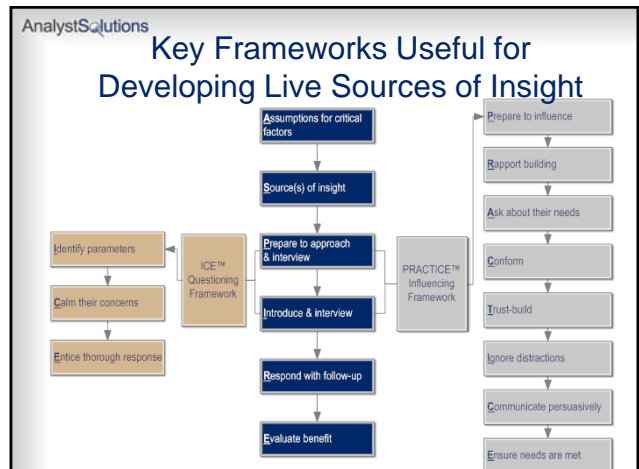 AnalystSolutions
Key Frameworks Useful for
Developing Live Sources of Insight
Assumptions for critical
factors
Source(s) of insight
Prepare to approach
& interview
Introduce & interview
Respond with follow-up
Evaluate benefit
ICE™
Questioning
Framework
Identify parameters
Calm their concerns
Entice thorough response
PRACTICE™
Influencing
Framework
Prepare to influence
Rapport building
Ask about their needs
Conform
Trust-build
Ignore distractions
Communicate persuasively
Ensure needs are met